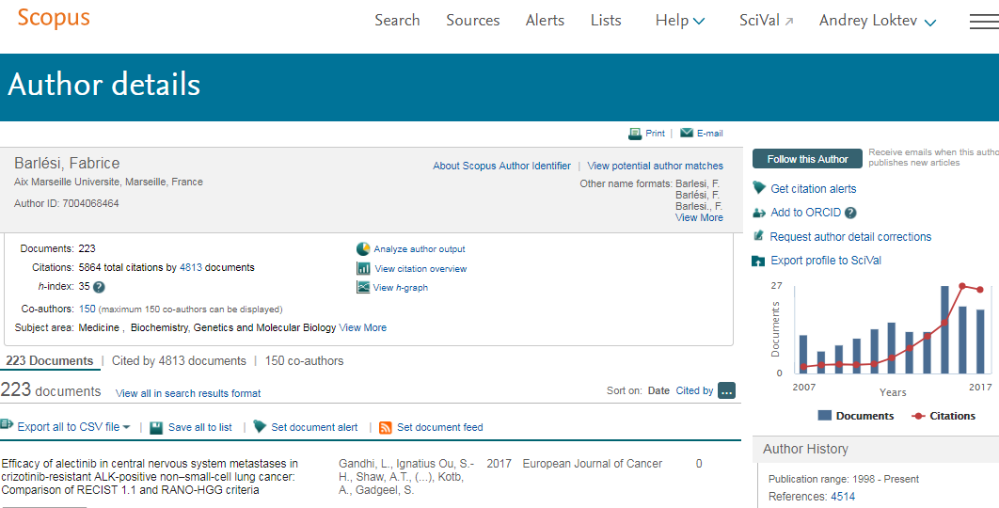 Scopus
Search Sources Alerts Lists Help SciVal Andrey Loktev
Author details
Print | E-mail
Barlési, Fabrice
Aix Marseille Universite, Marseille, France
Author ID: 7004068464
About Scopus Author Identifier | View potential author matches
Other name formats: Barlesi, F.
Barlési, F.
Barlesi., F.
View More
Documents: 223
Citations: 5864 total citations by 4813 documents
h-index: 35 ?
Co-authors: 150 (maximum 150 co-authors can be displayed)
Subject area: Medicine , Biochemistry, Genetics and Molecular Biology View More
Analyze author output
View citation overview
View h-graph
223 Documents | Cited by 4813 documents | 150 co-authors
223 documents View all in search results format
Sort on: Date Cited by ...
Export all to CSV file | Save all to list | Set document alert | Set document feed
Efficacy of alectinib in central nervous system metastases in
crizotinib-resistant ALK-positive non–small-cell lung cancer:
Comparison of RECIST 1.1 and RANO-HGG criteria
Gandhi, L., Ignatius Ou, S.-
H., Shaw, A.T., (...), Kotb,
A., Gadgeel, S.
2017 European Journal of Cancer 0
Follow this Author
Receive emails when this autho
publishes new articles
Get citation alerts
Add to ORCID ?
Request author detail corrections
Export profile to SciVal
27
Documents
0
2007 2017
Years
Documents Citations
Author History
Publication range: 1998 - Present
References: 4514